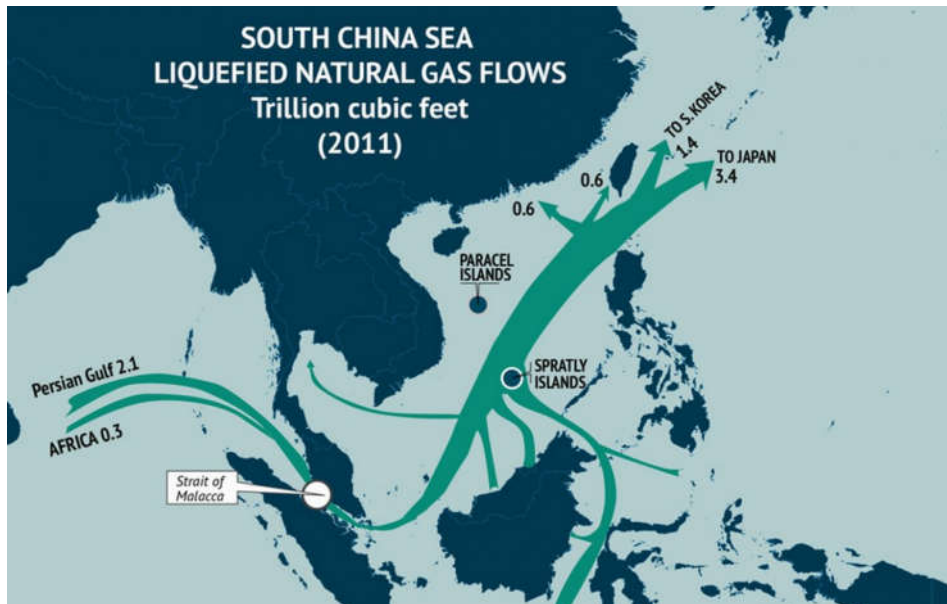 SOUTH CHINA SEA
LIQUEFIED NATURAL GAS FLOWS
Trillion cubic feet
(2011)
TO S. KOREA
1.4
TO JAPAN
3.4
0.6
0.6
PARACEL
ISLANDS
SPRATLY
ISLANDS
Persian Gulf 2.1
AFRICA 0.3
Strait of
Malacca